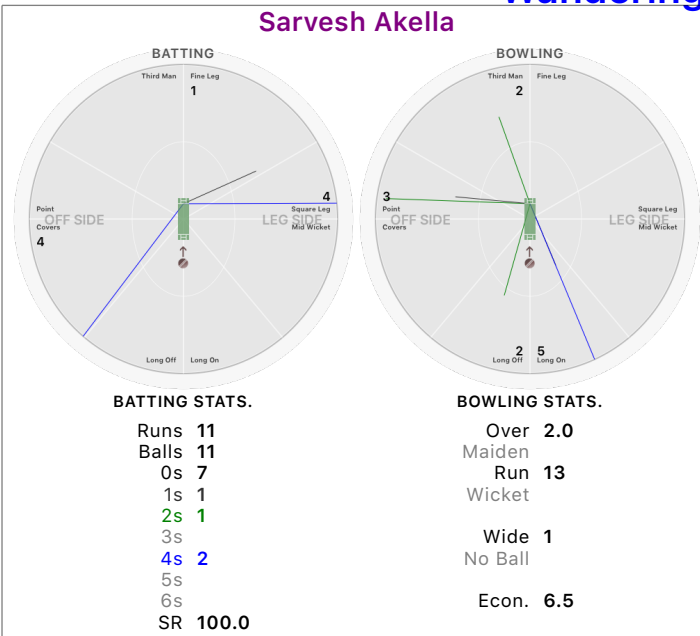 Wandering
Sarvesh Akella
BATTING
Third Man Fine Leg
1
4
Point
Square Leg
OFF SIDE
LEG SIDE
Covers
Mid Wicket
4
Long Off Long On
BOWLING
Third Man Fine Leg
2
3
Point
Square Leg
OFF SIDE
LEG SIDE
Covers
Mid Wicket
2 5
Long Off Long On
BATTING STATS.
Runs 11
Balls 11
0s 7
1s 1
2s 1
3s
4s 2
5s
6s
SR 100.0
BOWLING STATS.
Over 2.0
Maiden
Run 13
Wicket
Wide 1
No Ball
Econ. 6.5